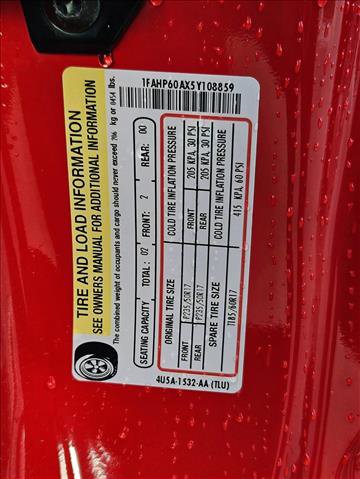 1FAHP60AX5Y108859
TIRE AND LOAD INFORMATION
SEE OWNERS MANUAL FOR ADDITIONAL INFORMATION
The combined weight of occupants and cargo should never exceed 206 kg or 0454 lbs.
SEATING CAPACITY TOTAL: 02 FRONT: 2 REAR: 00
ORIGINAL TIRE SIZE COLD TIRE INFLATION PRESSURE
FRONT P235/50R17 FRONT 205 KPA, 30 PSI
REAR P235/50R17 REAR 205 KPA, 30 PSI
SPARE TIRE SIZE COLD TIRE INFLATION PRESSURE
T185/60R17 415 KPA, 60 PSI
4U5A-1532-AA (TLU)